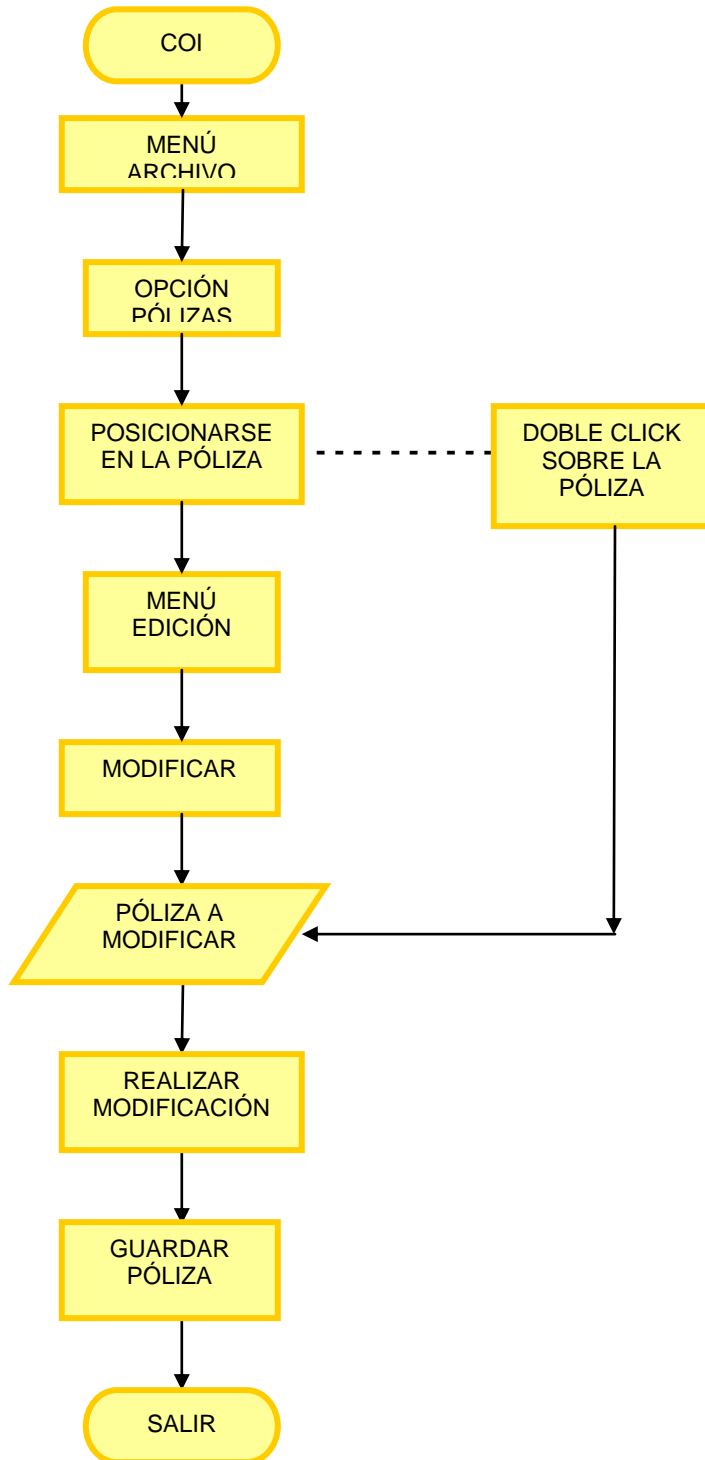 COI
MENÚ
ARCHIVO
OPCIÓN
PÓLIZAS
POSICIONARSE
EN LA PÓLIZA
DOBLE CLICK
SOBRE LA
PÓLIZA
MENÚ
EDICIÓN
MODIFICAR
PÓLIZA A
MODIFICAR
REALIZAR
MODIFICACIÓN
GUARDAR
PÓLIZA
SALIR